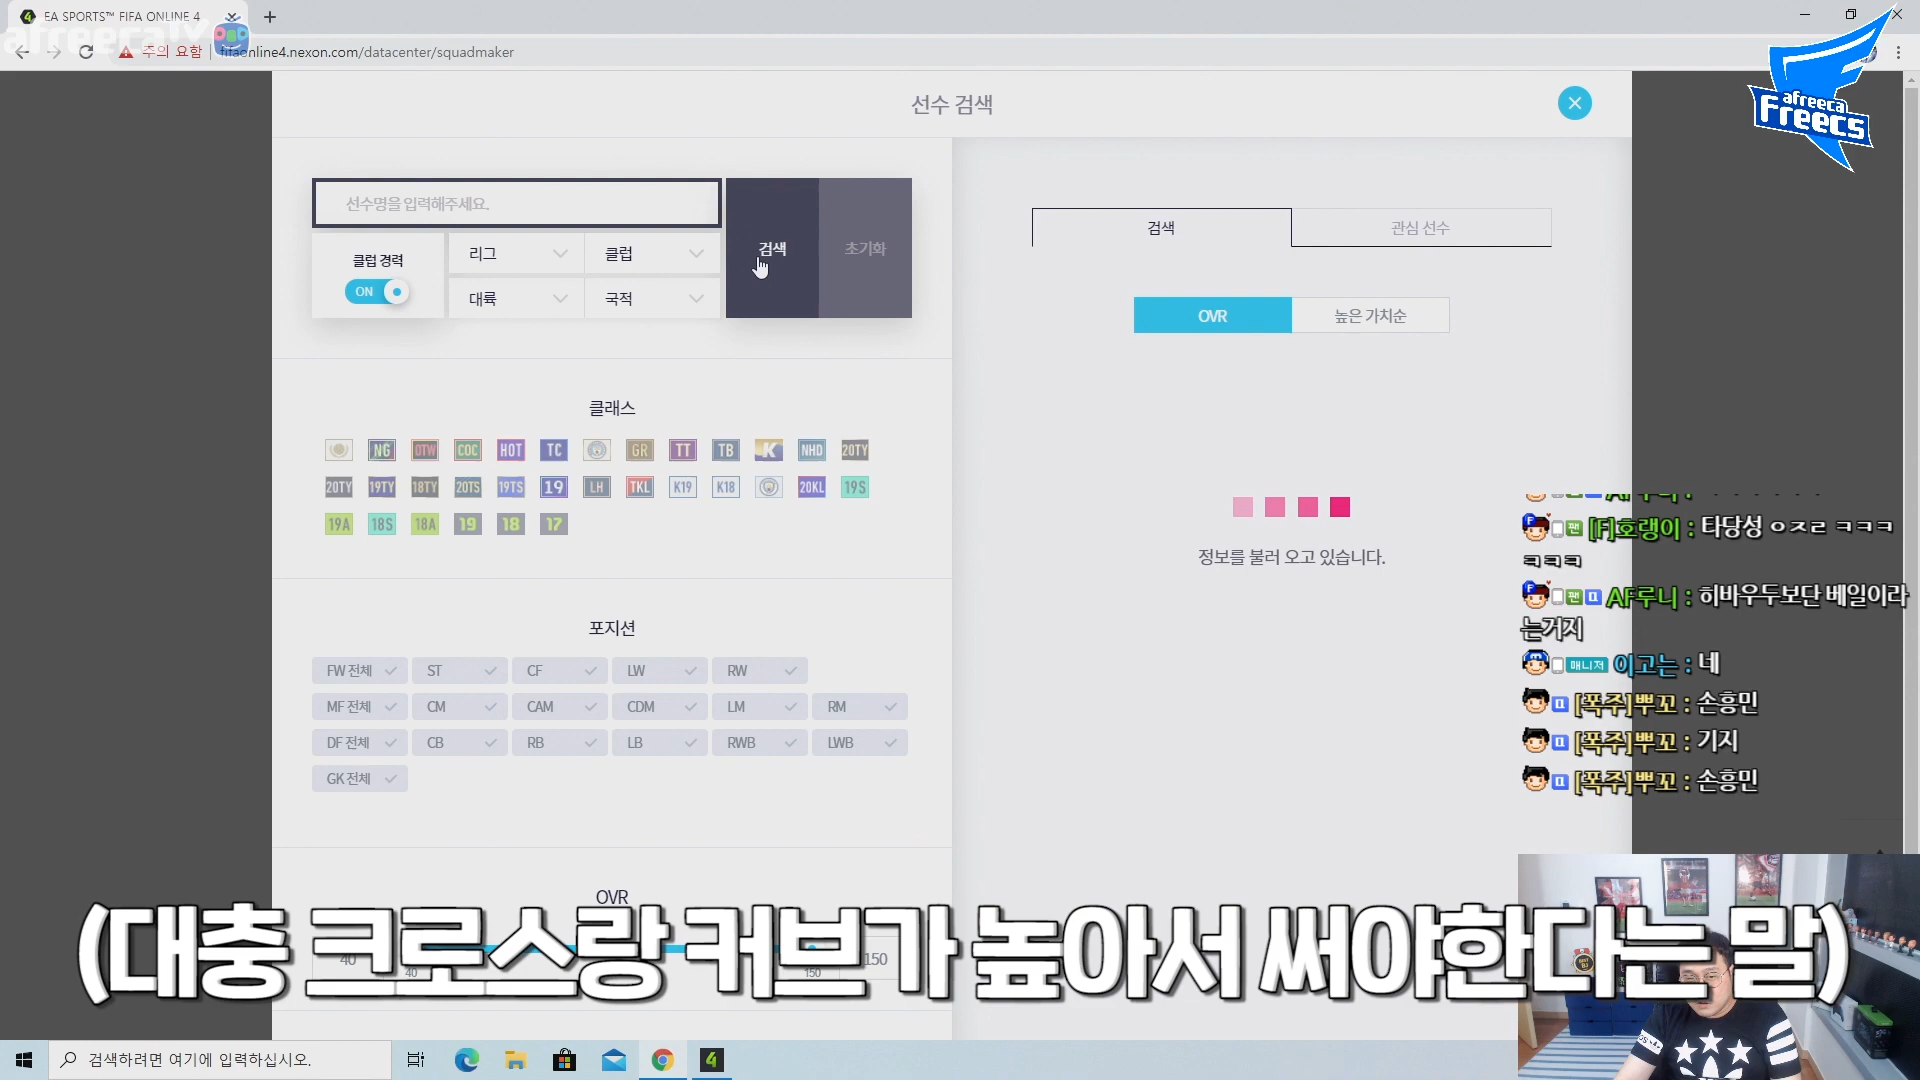 EA SPORTS™ FIFA ONLINE 4
afreecaTV
주의 요함
fifaonline4.nexon.com/datacenter/squadmaker
afreeca
Freecs
선수 검색
선수명을 입력해주세요.
클럽 경력
ON
리그
클럽
대륙
국적
검색
초기화
검색
관심 선수
OVR
높은 가치순
클래스
NG OTW COC HOT TC GR TT TB K NHD 20TY
20TY 19TY 18TY 20TS 19TS 19 LH TKL K19 K18 20KL 19S
19A 18S 18A 19 18 17
정보를 불러 오고 있습니다.
포지션
FW 전체 ST CF LW RW
MF 전체 CM CAM CDM LM RM
DF 전체 CB RB LB RWB LWB
GK 전체
팬 [F]호랭이 : 타당성 ㅇㅈㄹ ㅋㅋㅋ
ㅋㅋㅋ
팬 AF루니 : 히바우두보단 베일이라
는거지
매니저 이고는 : 네
[폭주]뿌꼬 : 손흥민
[폭주]뿌꼬 : 기지
[폭주]뿌꼬 : 손흥민
OVR
40
40
150
150
(대충 크로스랑 커브가 높아서 써야한다는 말)
검색하려면 여기에 입력하십시오.